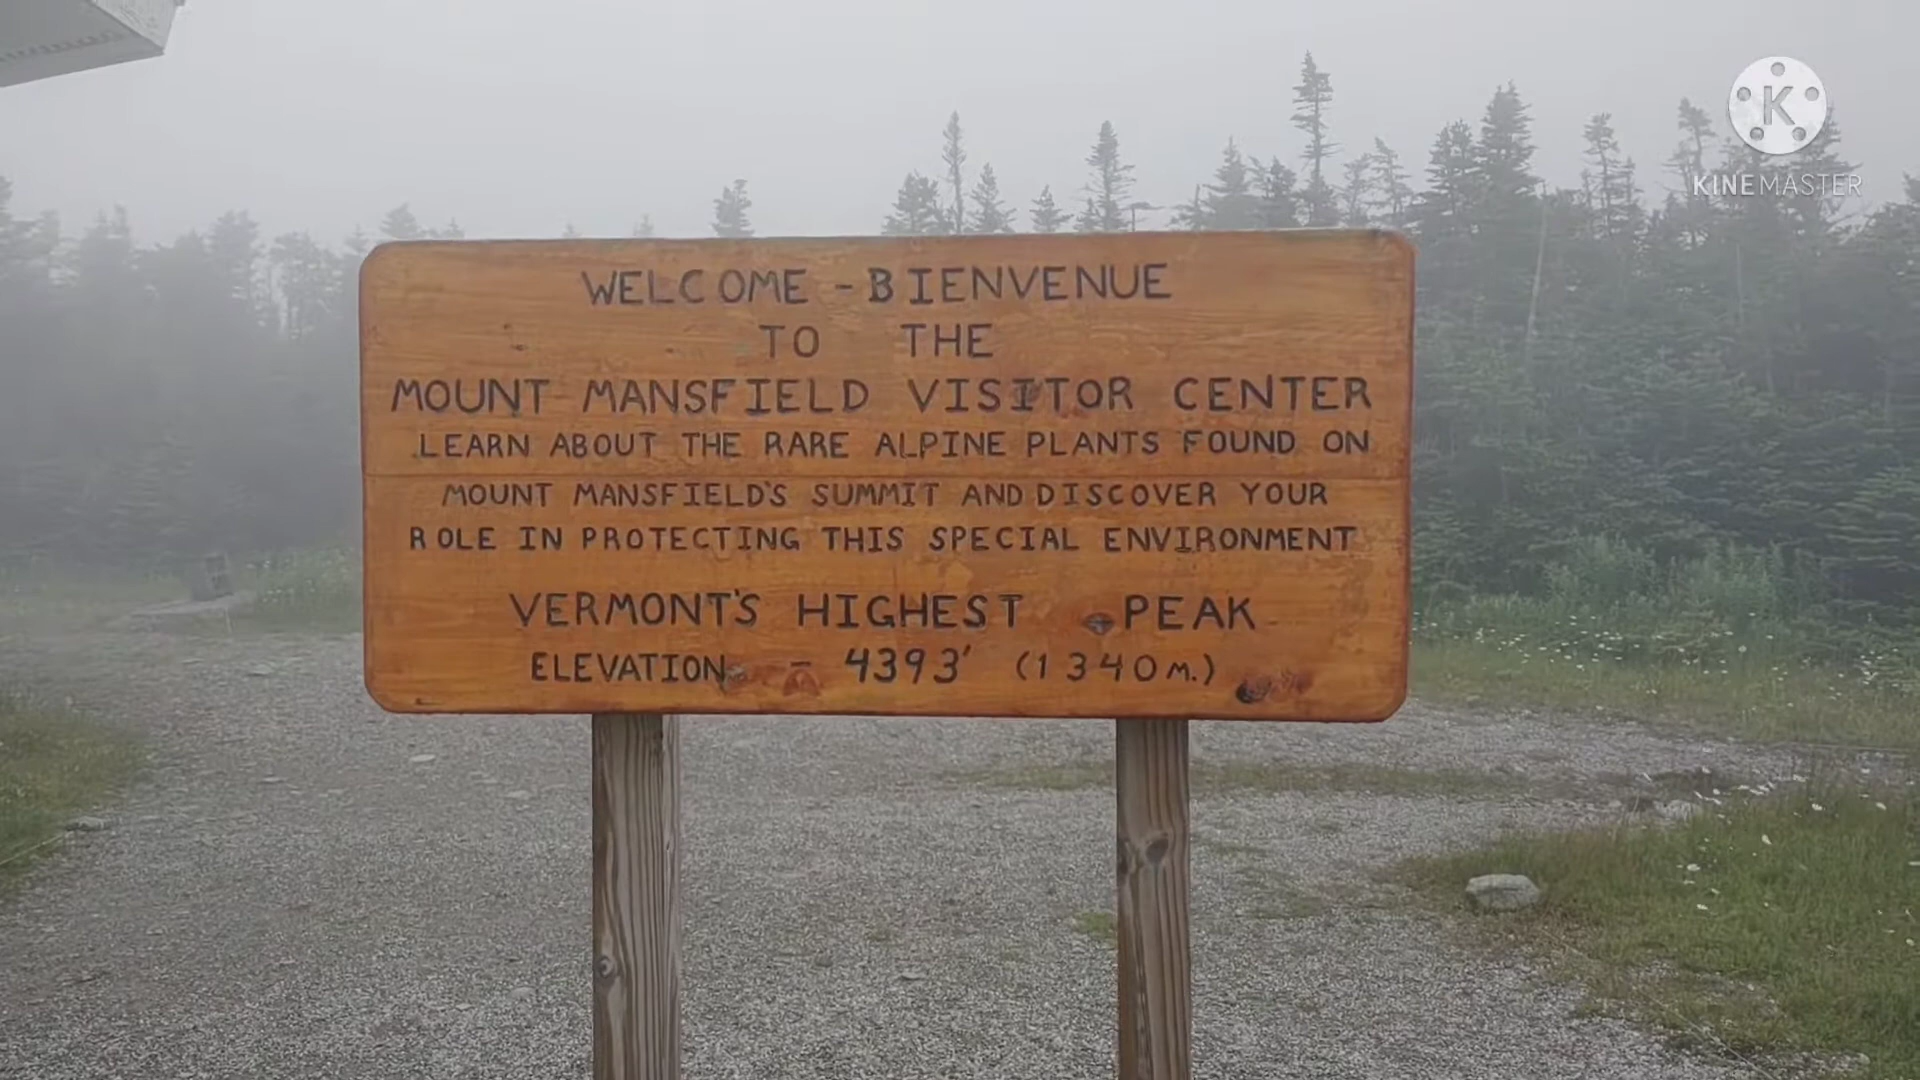 WELCOME - BIENVENUE
TO THE
MOUNT MANSFIELD VISITOR CENTER
LEARN ABOUT THE RARE ALPINE PLANTS FOUND ON
MOUNT MANSFIELD'S SUMMIT AND DISCOVER YOUR
ROLE IN PROTECTING THIS SPECIAL ENVIRONMENT
VERMONT'S HIGHEST PEAK
ELEVATION - 4393' (1340M.)
K
KINEMASTER